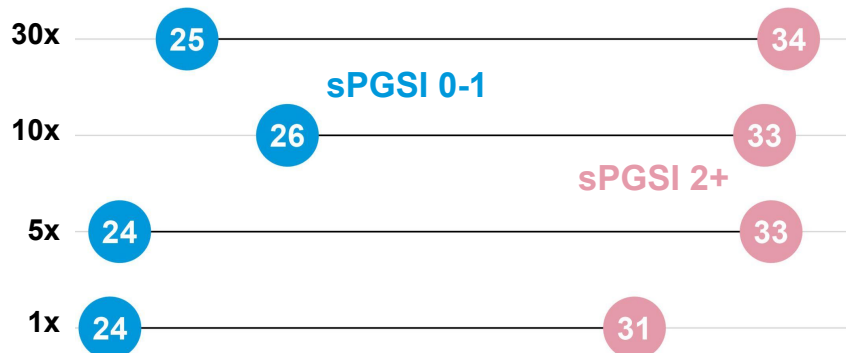 30x 25 34
sPGSI 0-1
10x 26 33
sPGSI 2+
5x 24 33
1x 24 31